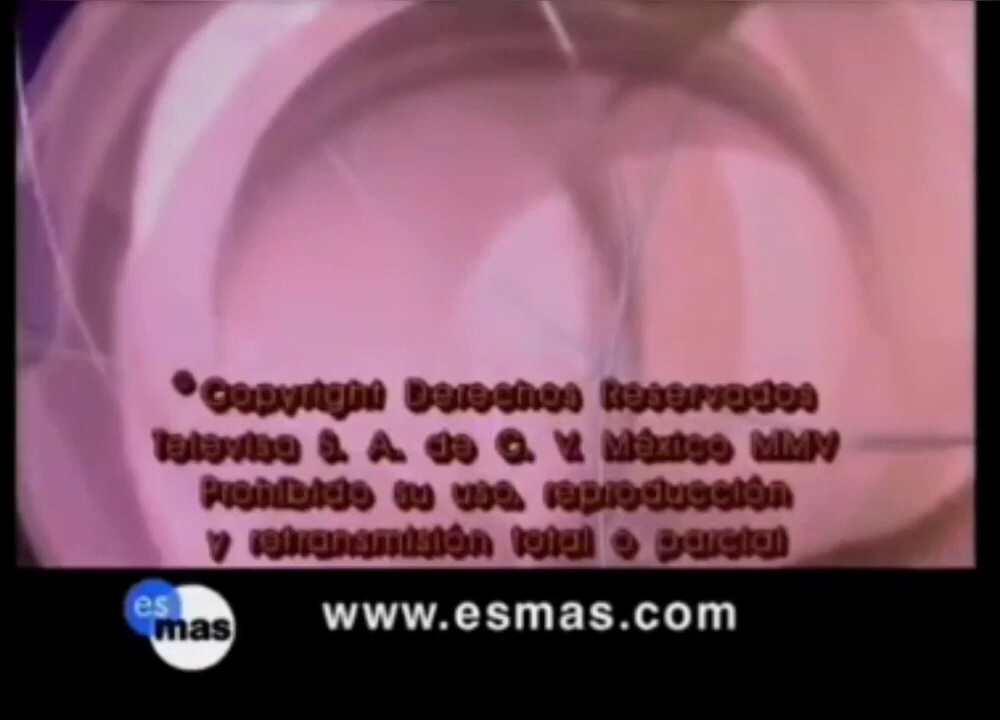 ©Copyright Derechos Reservados
Televisa S. A. de C. V. México MMV
Prohibido su uso, reproducción
y retransmisión total o parcial
es
mas
www.esmas.com